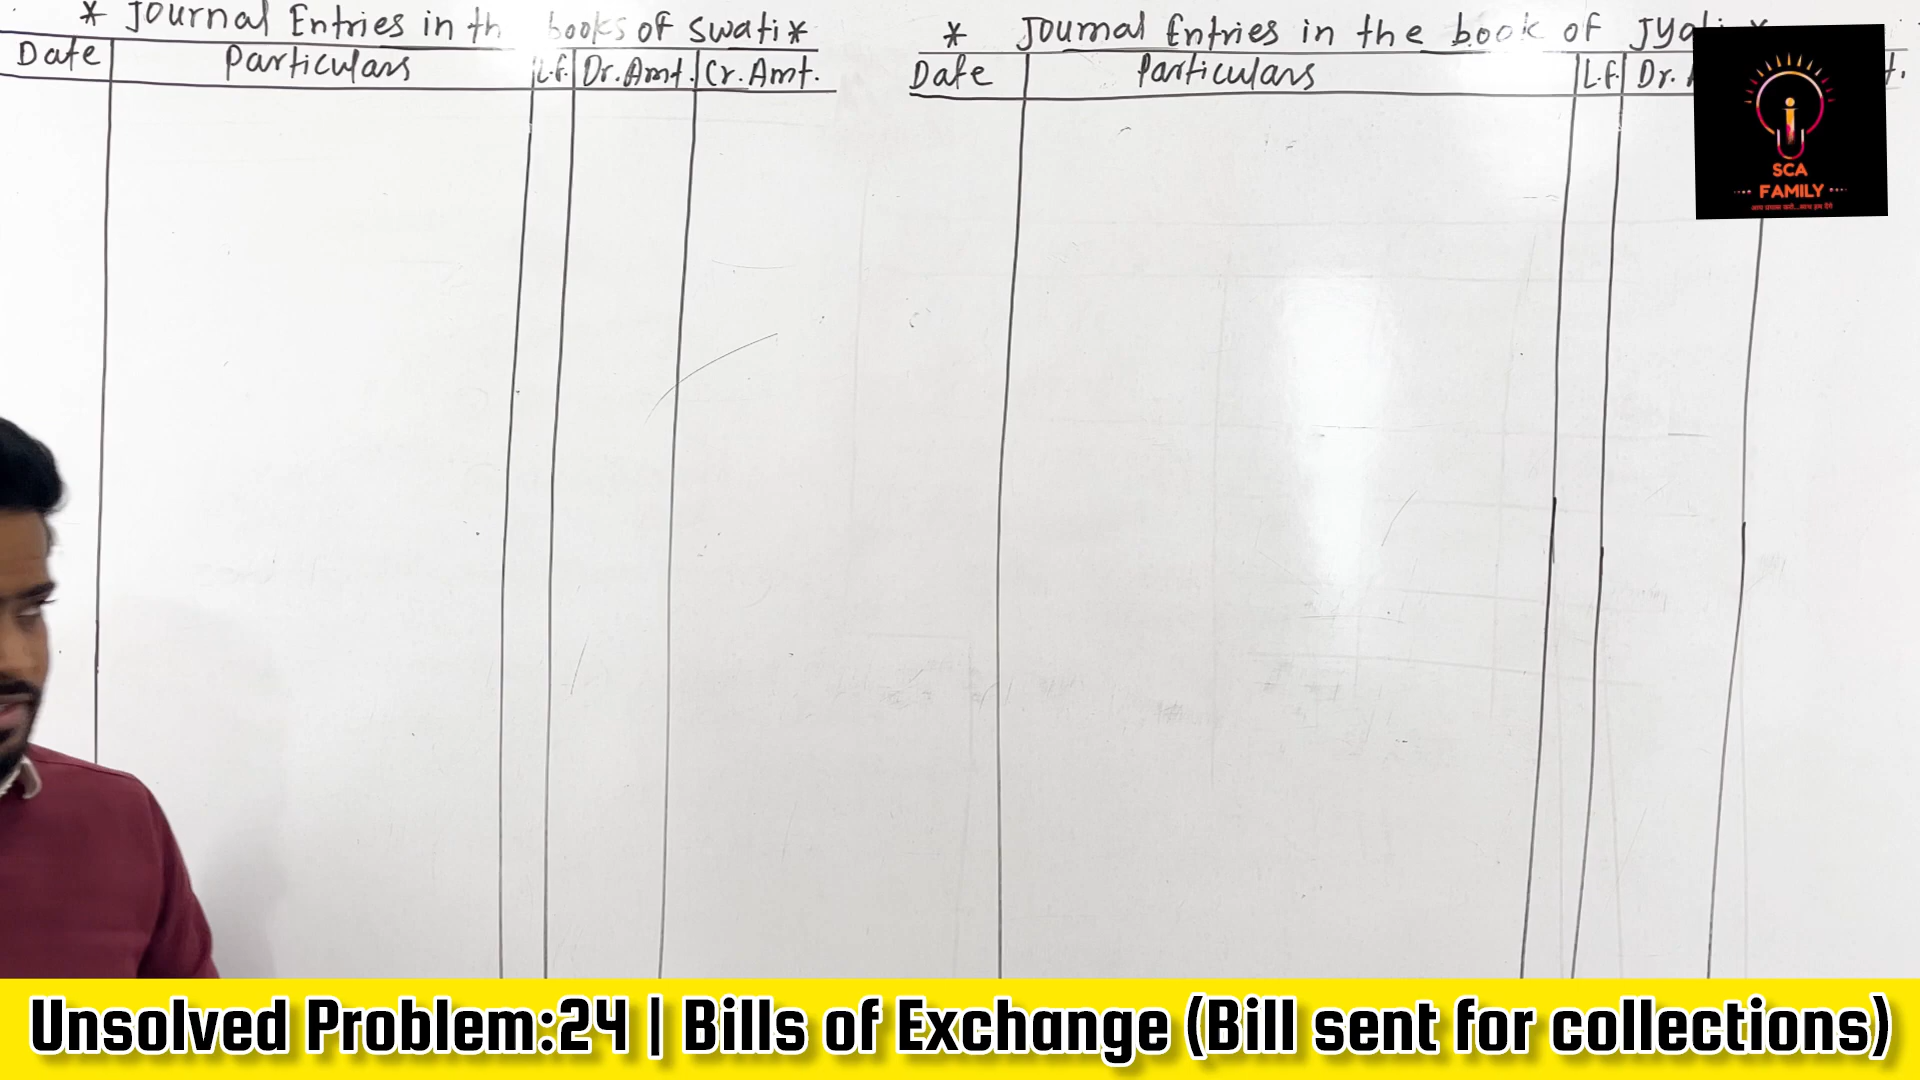 * Journal Entries in th books of Swati *
Date Particulars L.f. Dr.Amt. Cr.Amt.
* Journal Entries in the book of
Date Particulars L.f. Dr.
SCA
FAMILY
Unsolved Problem:24 | Bills of Exchange (Bill sent for collections)